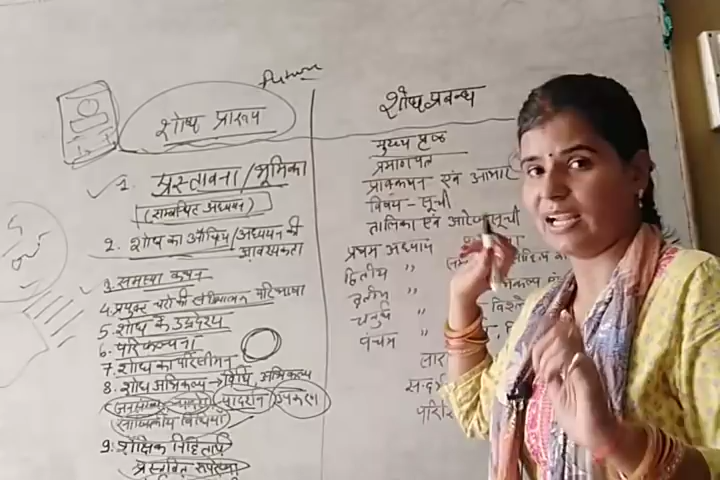 future
शोध प्रारूप
1. प्रस्तावना/भूमिका
(सम्बन्धित अध्ययन)
2. शोध का औचित्य/अध्ययन की
आवश्यकता
3. समस्या कथन
4. प्रयुक्त चरों की संक्रियात्मक परिभाषा
5. शोध के उद्देश्य
6. परिकल्पना
7. शोध का परिसीमन
8. शोध अभिकल्प → विधि, अभिकल्प
जनसंख्या, न्यादर्श
उपकरण
सांख्यिकीय विधियां
9. शैक्षिक निहितार्थ
प्रस्तावित रूपरेखा
शोध प्रबन्ध
मुख्य पृष्ठ
प्रमाणपत्र
प्राक्कथन एवं आभार
विषय-सूची
तालिका एवं आरेख सूची
प्रथम अध्याय
द्वितीय "
तृतीय "
चतुर्थ "
पंचम "